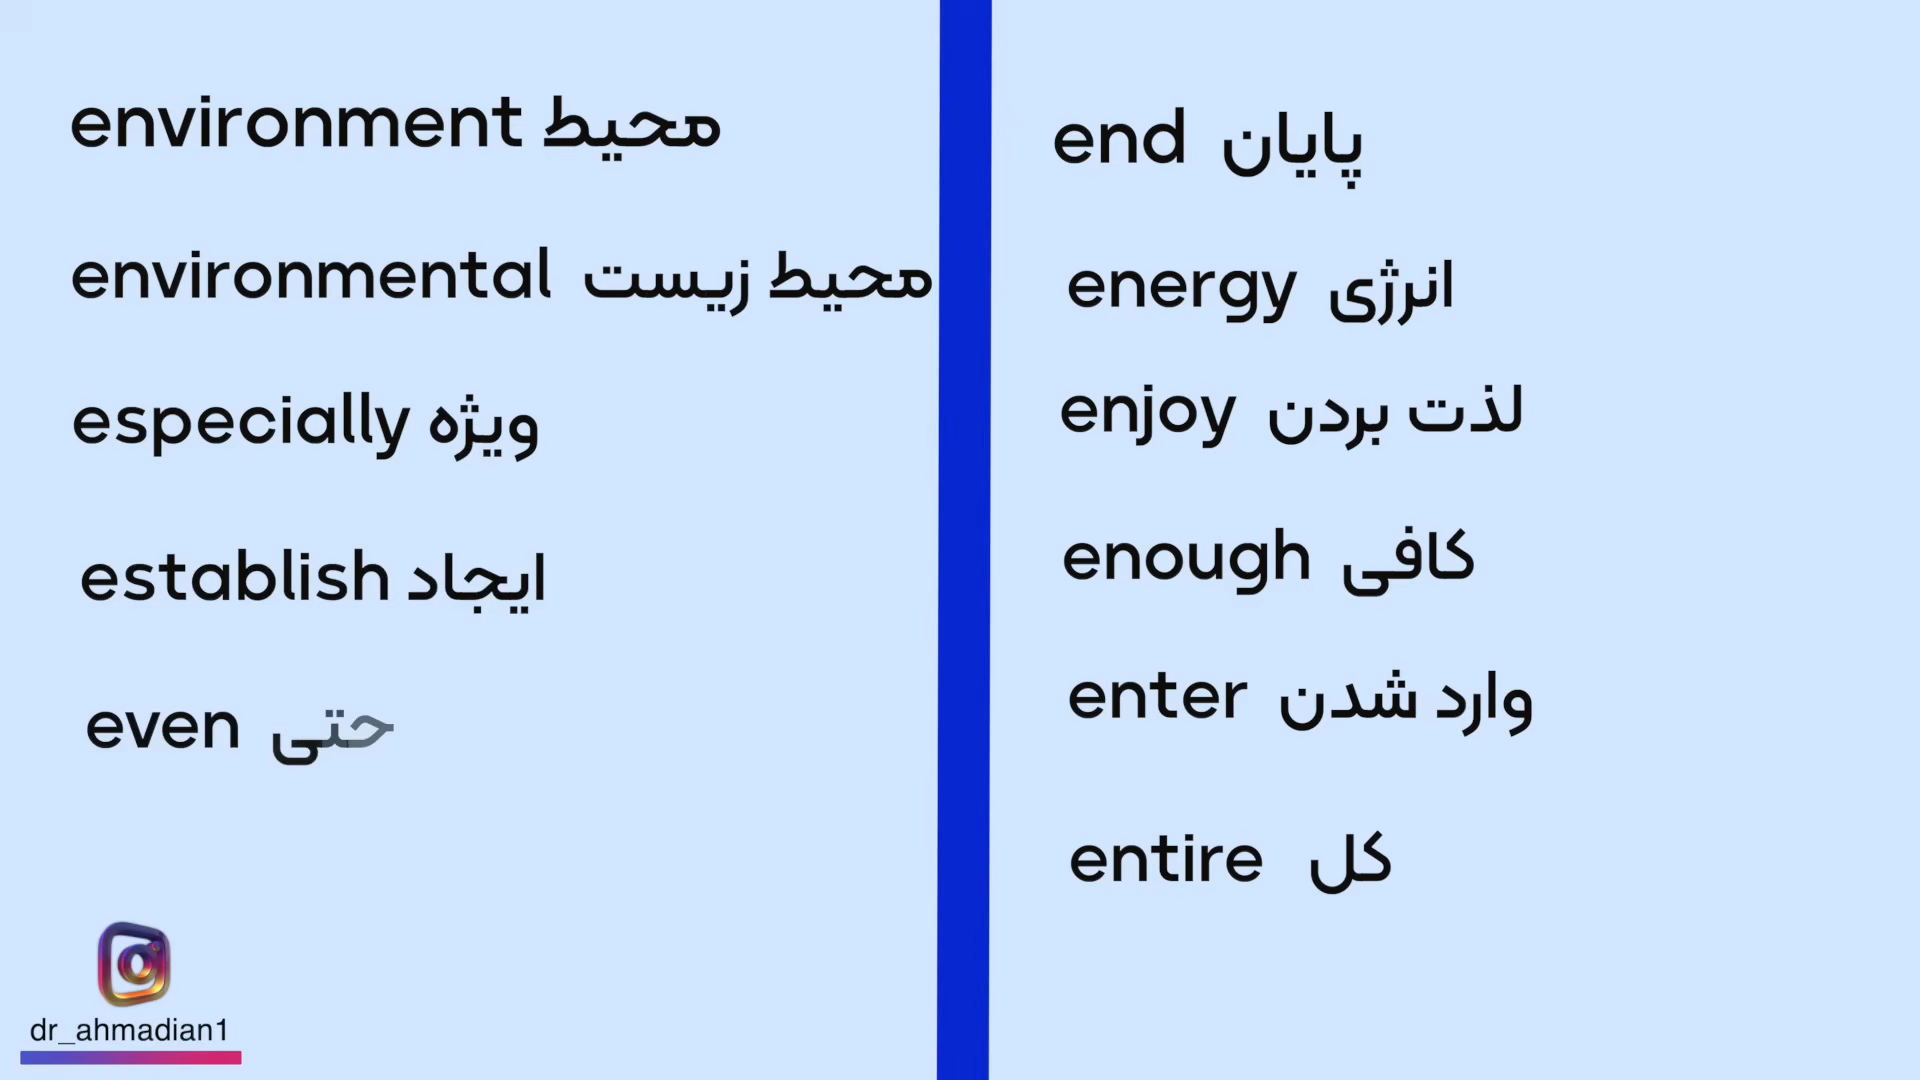 environment محیط
environmental محیط زیست
especially ویژه
establish ایجاد
even حتی
end پایان
energy انرژی
enjoy لذت بردن
enough کافی
enter وارد شدن
entire کل
dr_ahmadian1